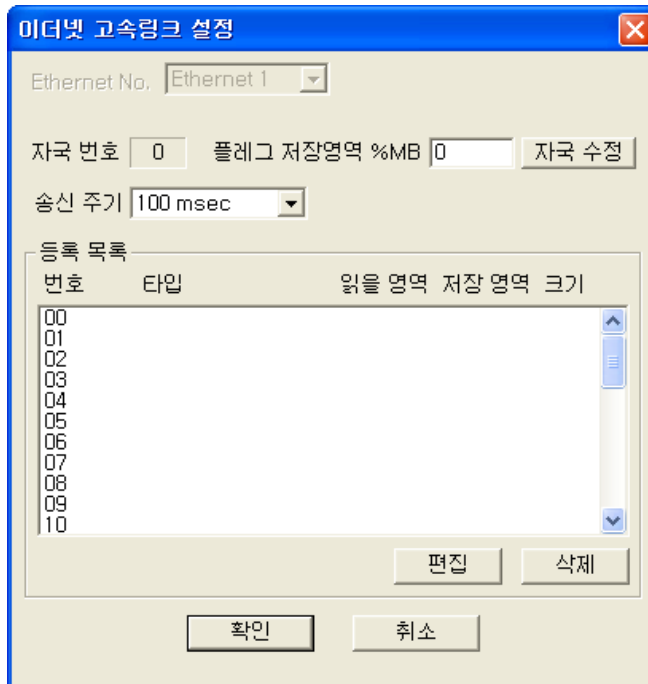 이더넷 고속링크 설정
Ethernet No. Ethernet 1
자국 번호 0 플레그 저장영역 %MB 0 자국 수정
송신 주기 100 msec
등록 목록
번호 타입 읽을 영역 저장 영역 크기
00
01
02
03
04
05
06
07
08
09
10
편집 삭제
확인 취소